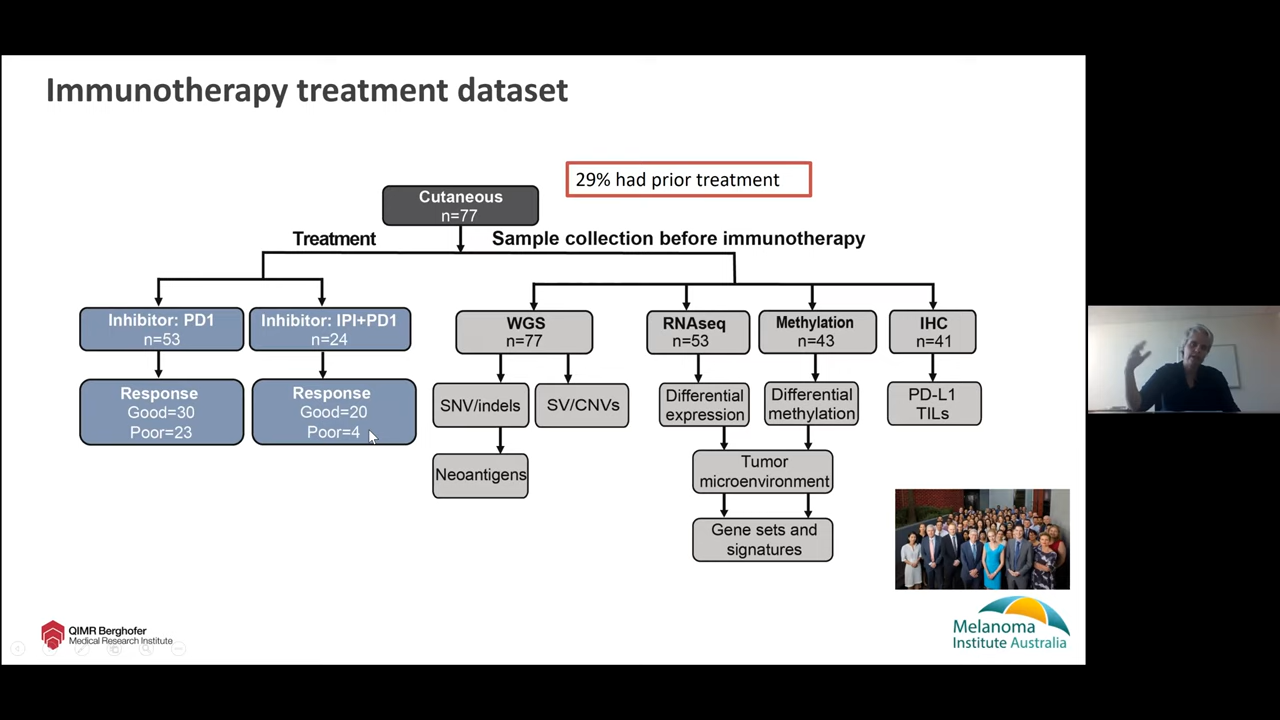 Immunotherapy treatment dataset
29% had prior treatment
Cutaneous
n=77
Treatment
Sample collection before immunotherapy
Inhibitor: PD1
n=53
Inhibitor: IPI+PD1
n=24
WGS
n=77
RNAseq
n=53
Methylation
n=43
IHC
n=41
Response
Good=30
Poor=23
Response
Good=20
Poor=4
SNV/indels
SV/CNVs
Differential
expression
Differential
methylation
PD-L1
TILs
Neoantigens
Tumor
microenvironment
Gene sets and
signatures
QIMR Berghofer
Medical Research Institute
Melanoma
Institute Australia